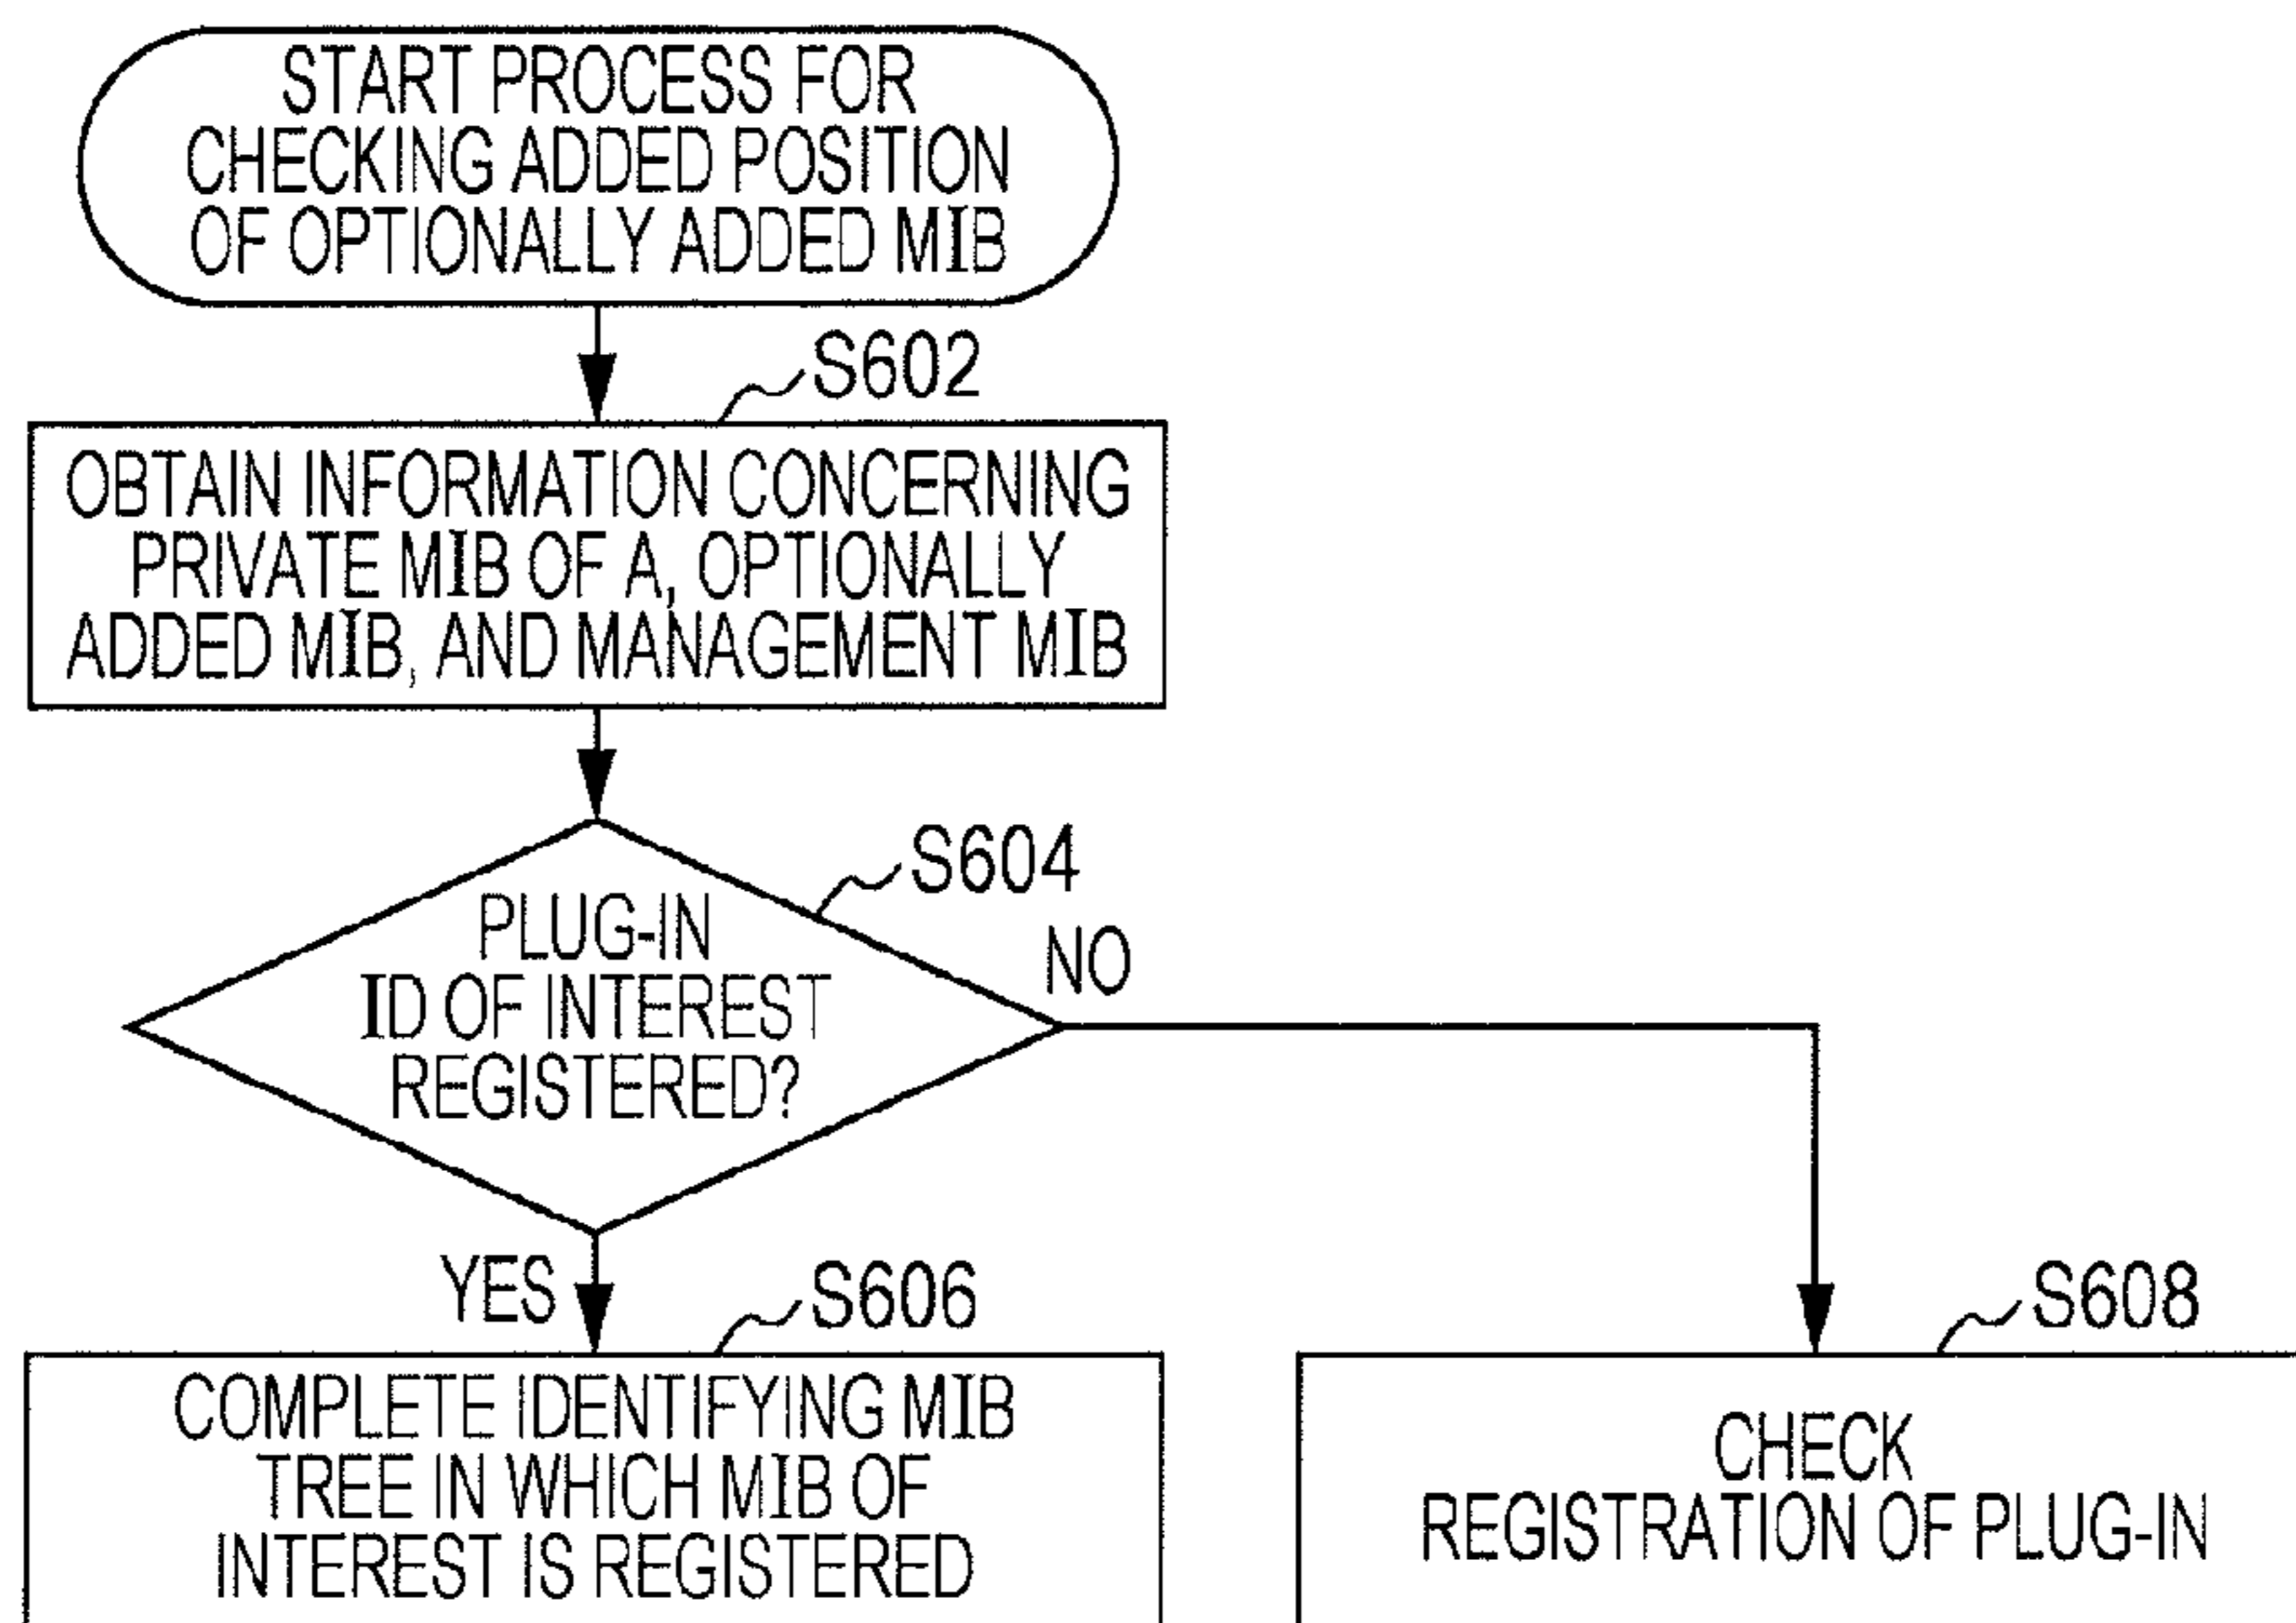 START PROCESS FOR
CHECKING ADDED POSITION
OF OPTIONALLY ADDED MIB
S602
OBTAIN INFORMATION CONCERNING
PRIVATE MIB OF A, OPTIONALLY
ADDED MIB, AND MANAGEMENT MIB
S604
PLUG-IN
ID OF INTEREST
REGISTERED?
NO
YES
S606
COMPLETE IDENTIFYING MIB
TREE IN WHICH MIB OF
INTEREST IS REGISTERED
S608
CHECK
REGISTRATION OF PLUG-IN